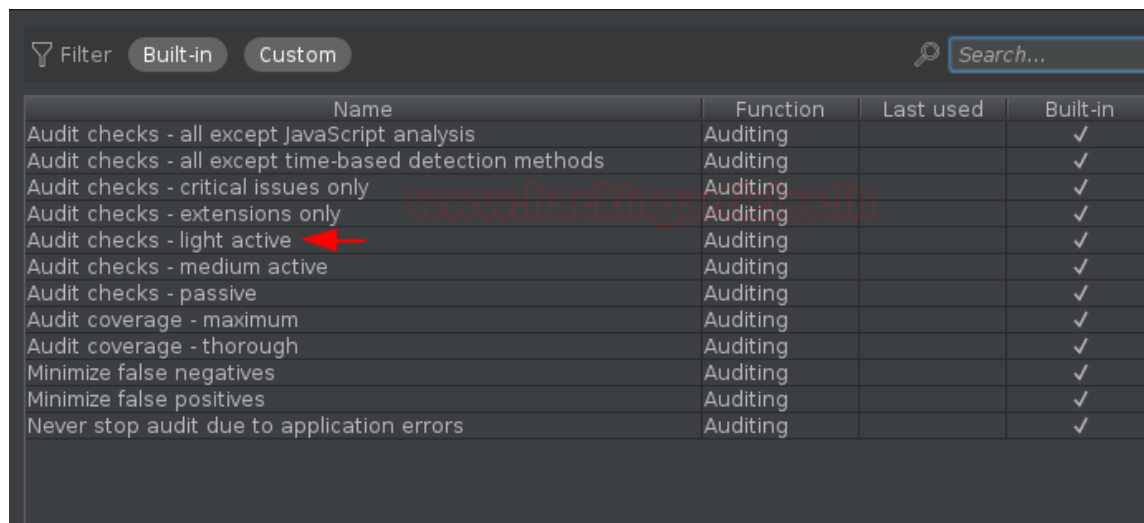 Filter Built-in Custom Search...
Name Function Last used Built-in
Audit checks - all except JavaScript analysis Auditing ✓
Audit checks - all except time-based detection methods Auditing ✓
Audit checks - critical issues only Auditing ✓
Audit checks - extensions only Auditing ✓
Audit checks - light active Auditing ✓
Audit checks - medium active Auditing ✓
Audit checks - passive Auditing ✓
Audit coverage - maximum Auditing ✓
Audit coverage - thorough Auditing ✓
Minimize false negatives Auditing ✓
Minimize false positives Auditing ✓
Never stop audit due to application errors Auditing ✓